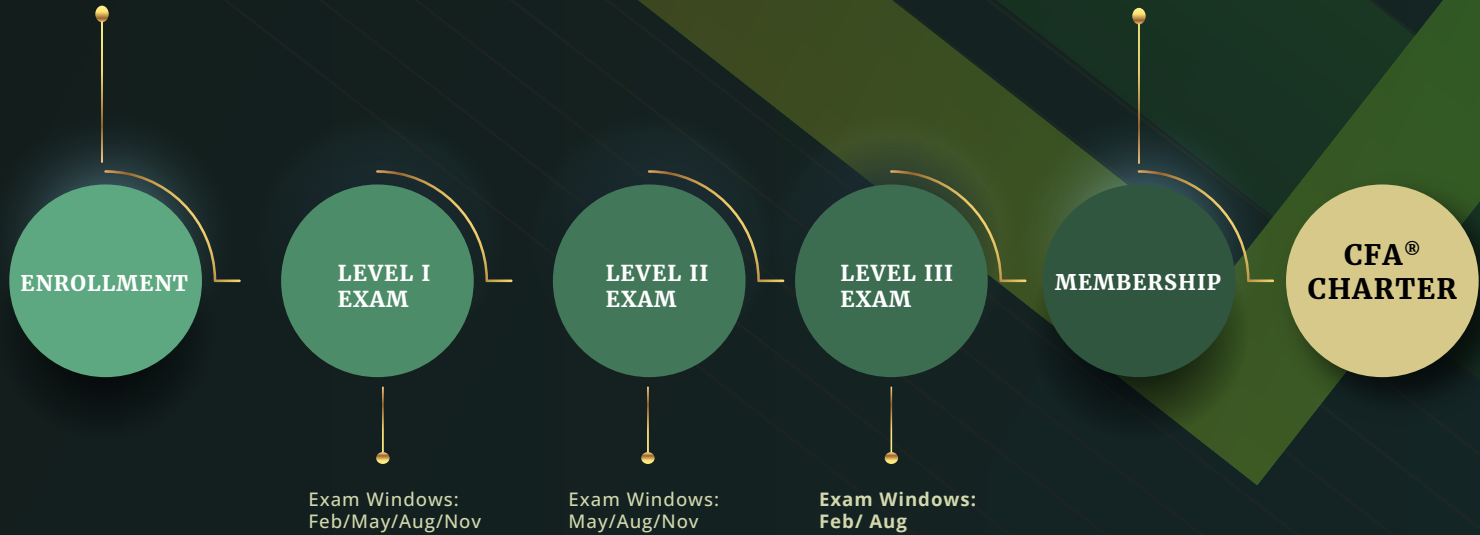 ENROLLMENT
LEVEL I
EXAM
LEVEL II
EXAM
LEVEL III
EXAM
MEMBERSHIP
CFA®
CHARTER
Exam Windows:
Feb/May/Aug/Nov
Exam Windows:
May/Aug/Nov
Exam Windows:
Feb/ Aug